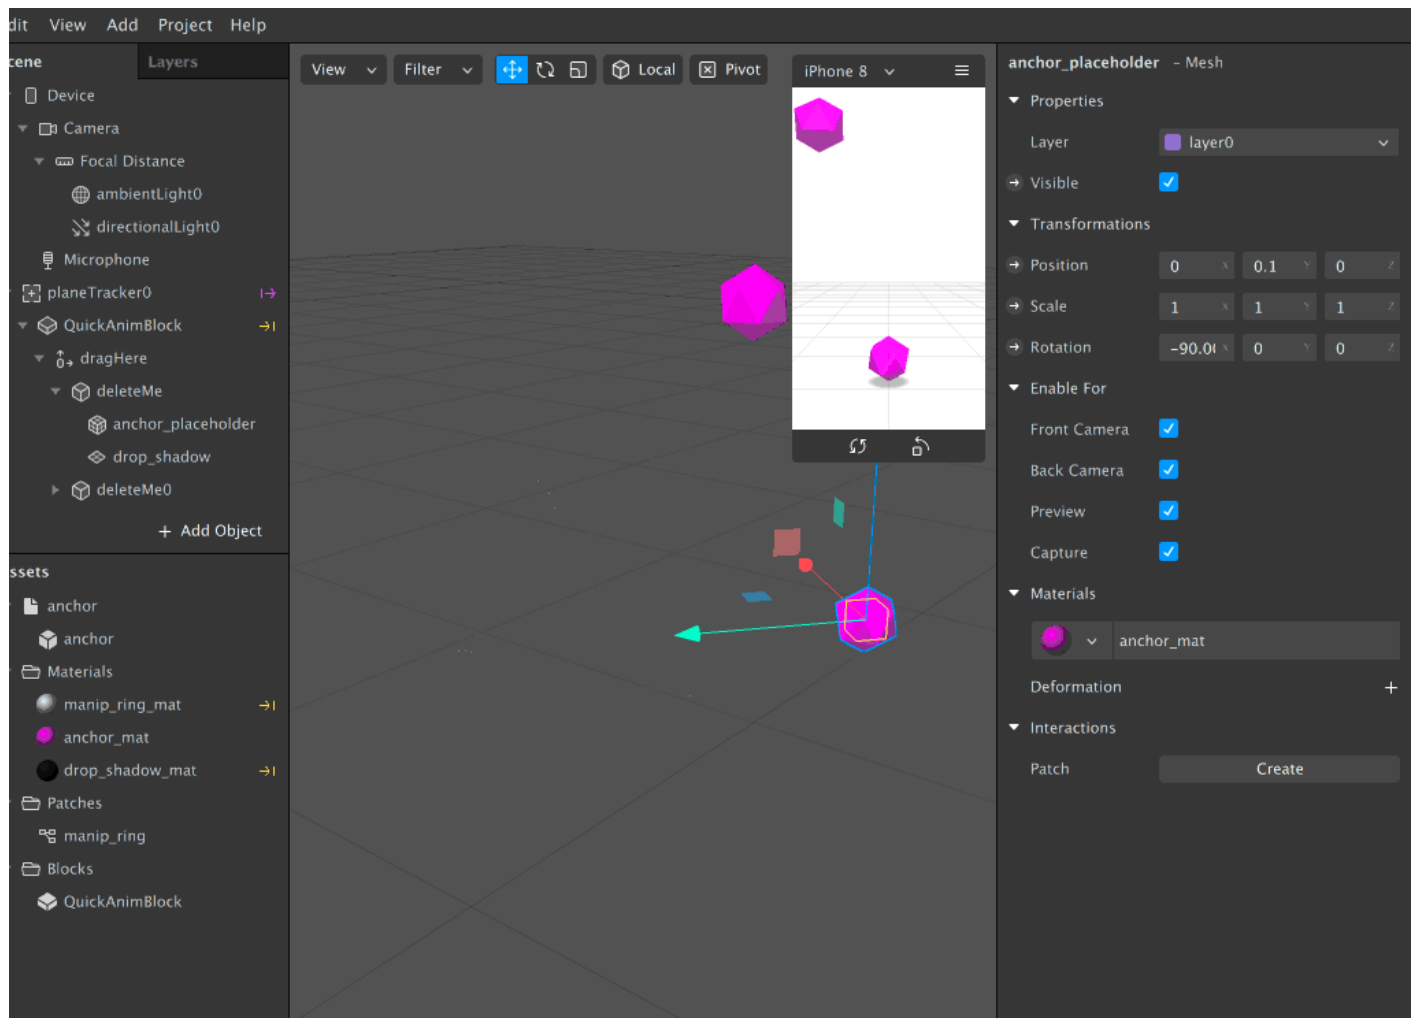 dit View Add Project Help
cene Layers
Device
Camera
Focal Distance
ambientLight0
directionalLight0
Microphone
planeTracker0
QuickAnimBlock
dragHere
deleteMe
anchor_placeholder
drop_shadow
deleteMe0
+ Add Object
ssets
anchor
anchor
Materials
manip_ring_mat
anchor_mat
drop_shadow_mat
Patches
manip_ring
Blocks
QuickAnimBlock
View Filter Local Pivot
iPhone 8
anchor_placeholder - Mesh
Properties
Layer layer0
Visible
Transformations
Position 0 X 0.1 Y 0 Z
Scale 1 X 1 Y 1 Z
Rotation -90.0( X 0 Y 0 Z
Enable For
Front Camera
Back Camera
Preview
Capture
Materials
anchor_mat
Deformation +
Interactions
Patch Create